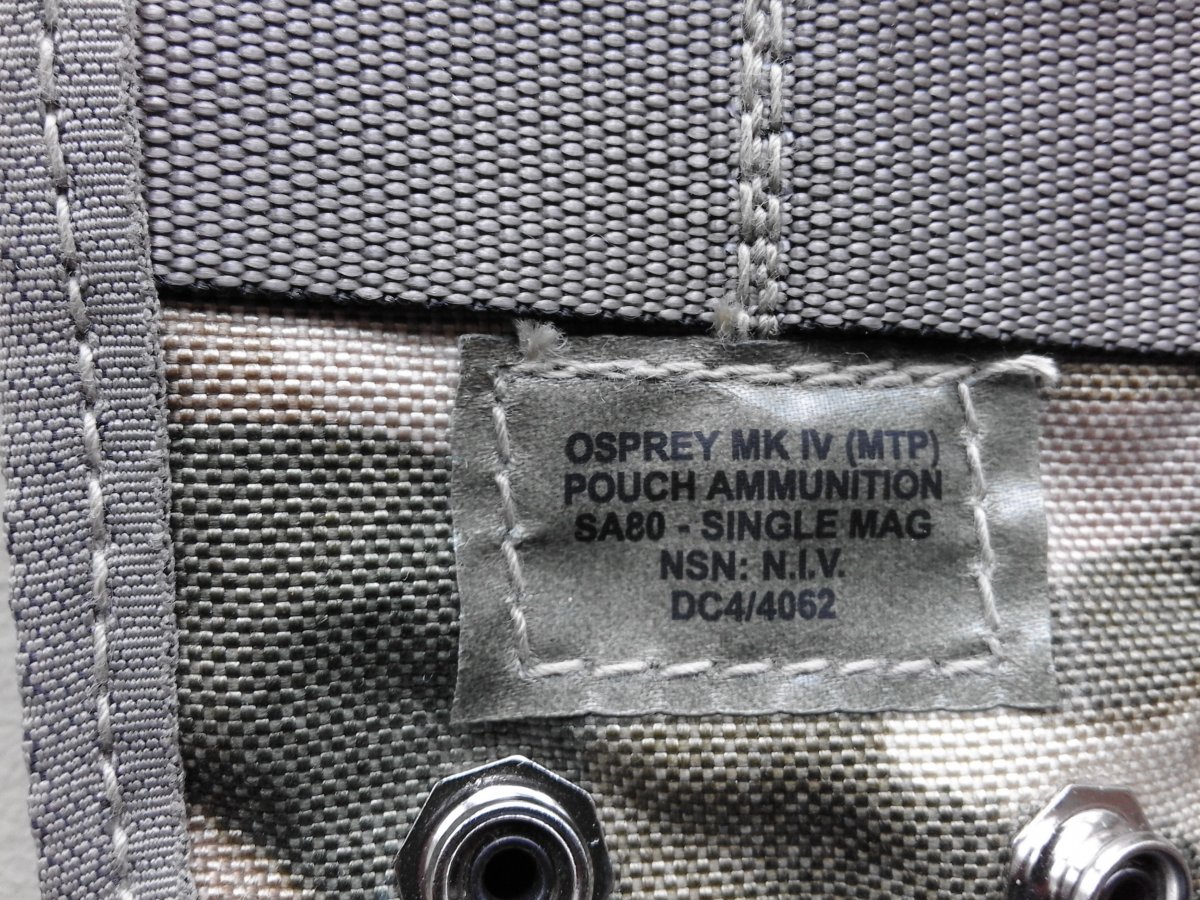 OSPREY MK IV (MTP)
POUCH AMMUNITION
SA80 - SINGLE MAG
NSN: N.I.V.
DC4/4062